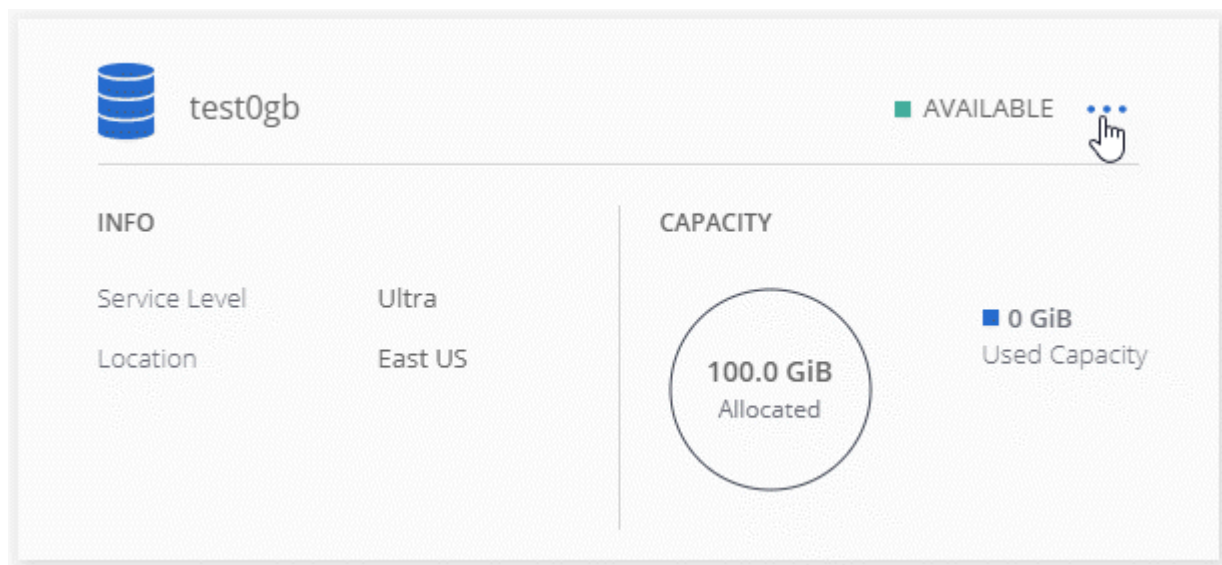 test0gb
AVAILABLE
INFO
Service Level Ultra
Location East US
CAPACITY
100.0 GiB
Allocated
0 GiB
Used Capacity